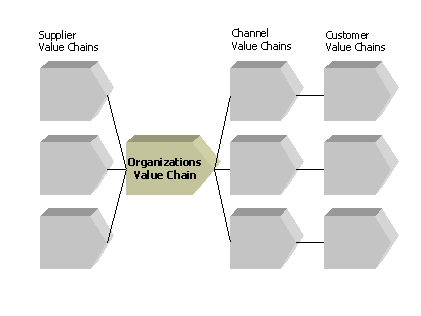 Supplier
Value Chains
Channel
Value Chains
Customer
Value Chains
Organizations
Value Chain